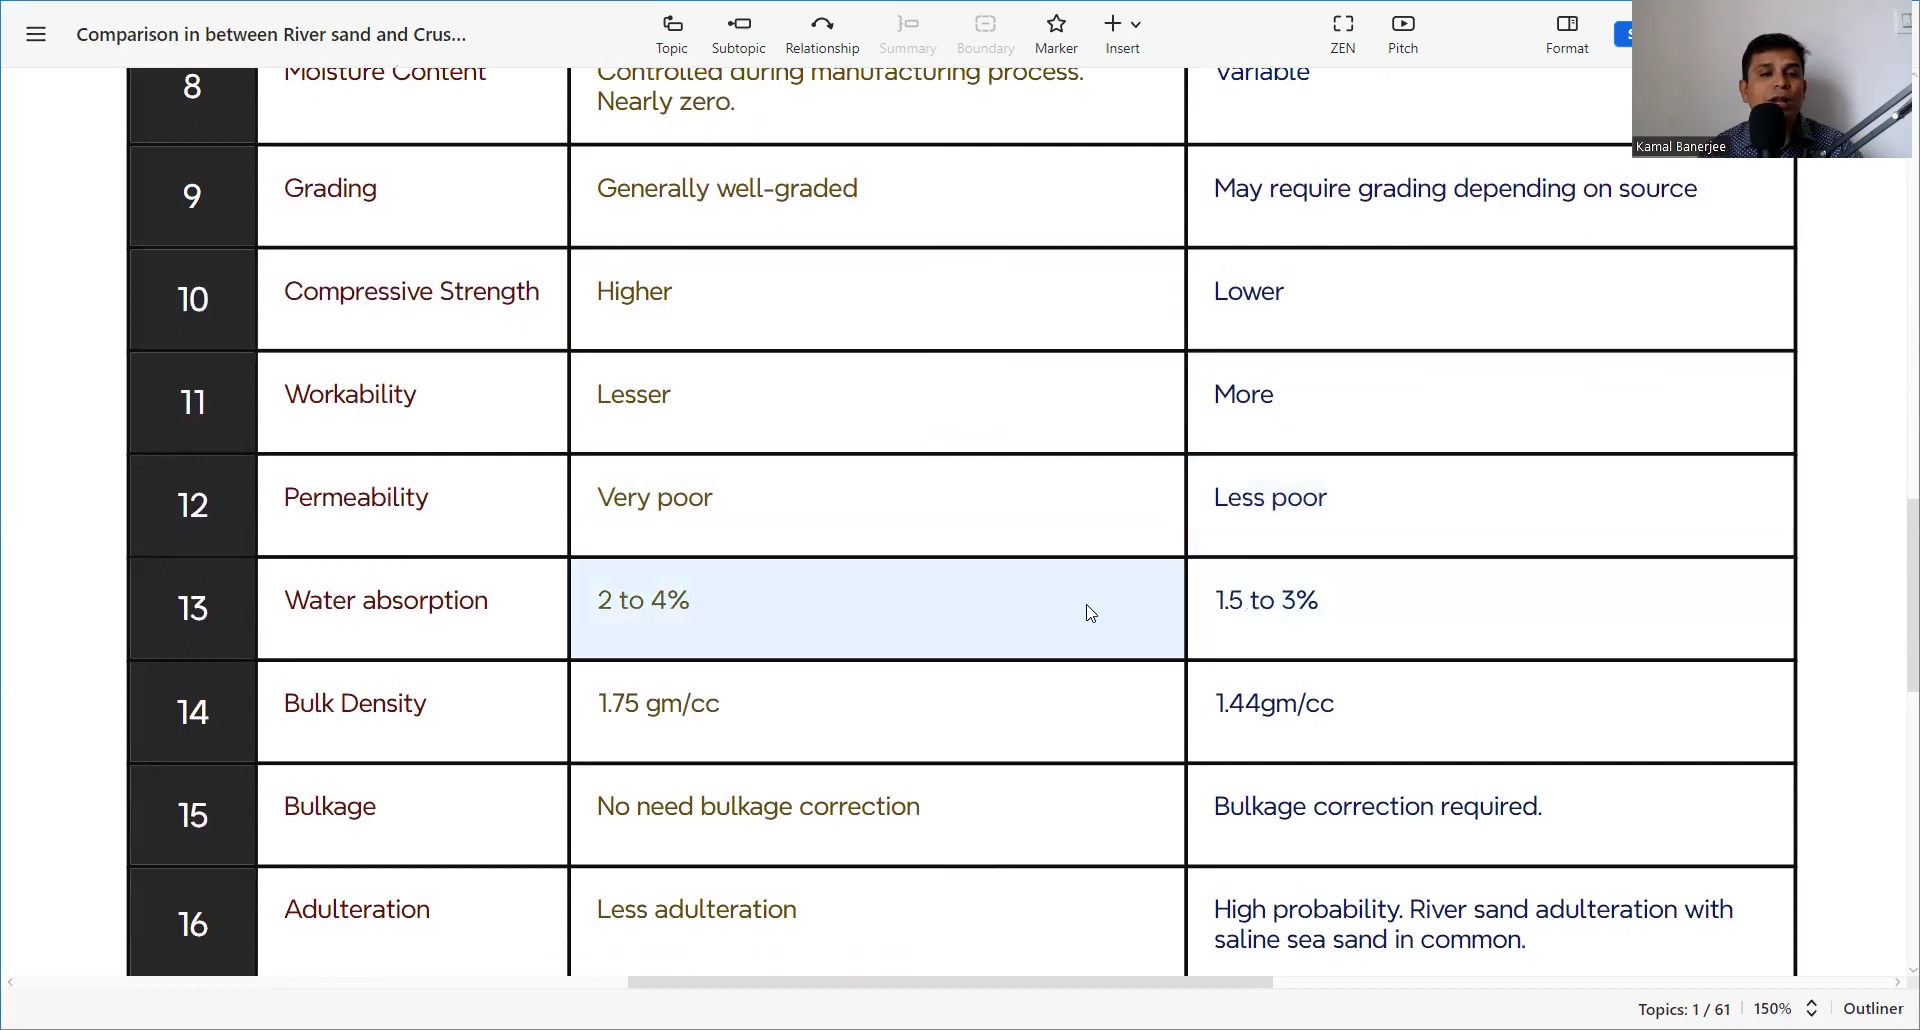 Comparison in between River sand and Crus...
Topic
Subtopic
Relationship
Summary
Boundary
Marker
Insert
ZEN
Pitch
Format
Kamal Banerjee
8
Moisture Content
Controlled during manufacturing process.
Nearly zero.
Variable
9
Grading
Generally well-graded
May require grading depending on source
10
Compressive Strength
Higher
Lower
11
Workability
Lesser
More
12
Permeability
Very poor
Less poor
13
Water absorption
2 to 4%
1.5 to 3%
14
Bulk Density
1.75 gm/cc
1.44gm/cc
15
Bulkage
No need bulkage correction
Bulkage correction required.
16
Adulteration
Less adulteration
High probability. River sand adulteration with
saline sea sand in common.
Topics: 1 / 61
150%
Outliner